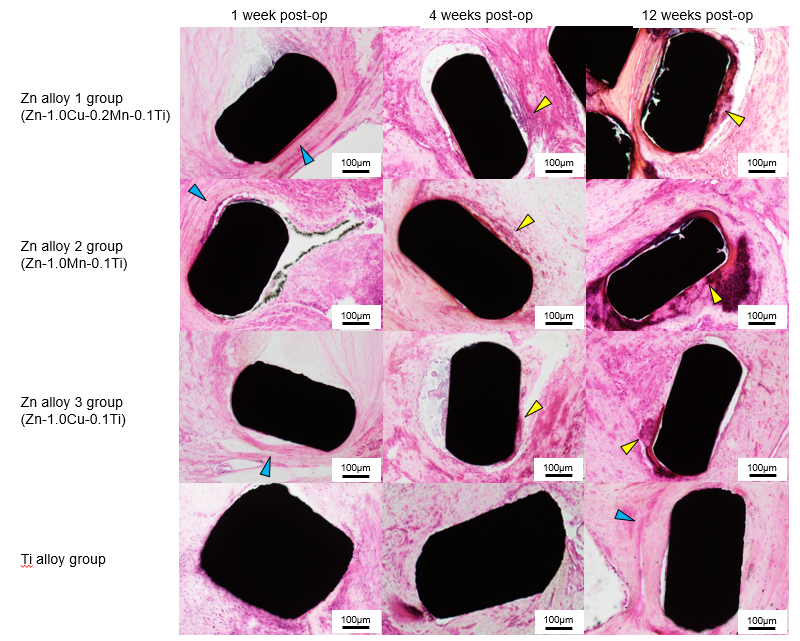 1 week post-op 4 weeks post-op 12 weeks post-op
Zn alloy 1 group
(Zn-1.0Cu-0.2Mn-0.1Ti)
100μm 100μm 100μm
Zn alloy 2 group
(Zn-1.0Mn-0.1Ti)
100μm 100μm 100μm
Zn alloy 3 group
(Zn-1.0Cu-0.1Ti)
100μm 100μm 100μm
Ti alloy group
100μm 100μm 100μm